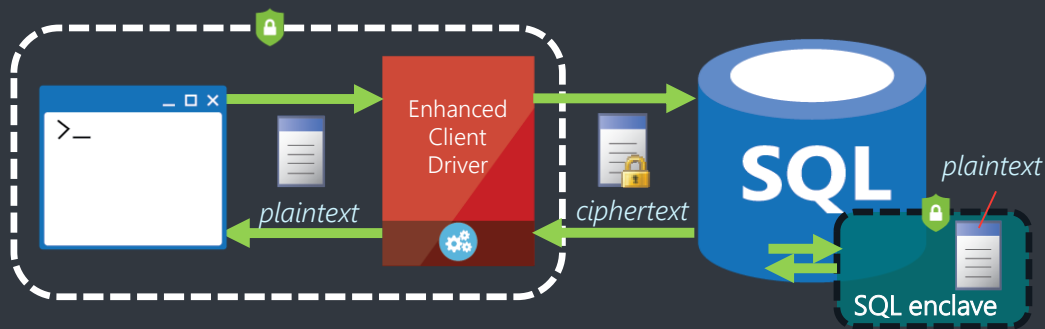 >_
Enhanced
Client
Driver
plaintext
ciphertext
SQL
plaintext
SQL enclave